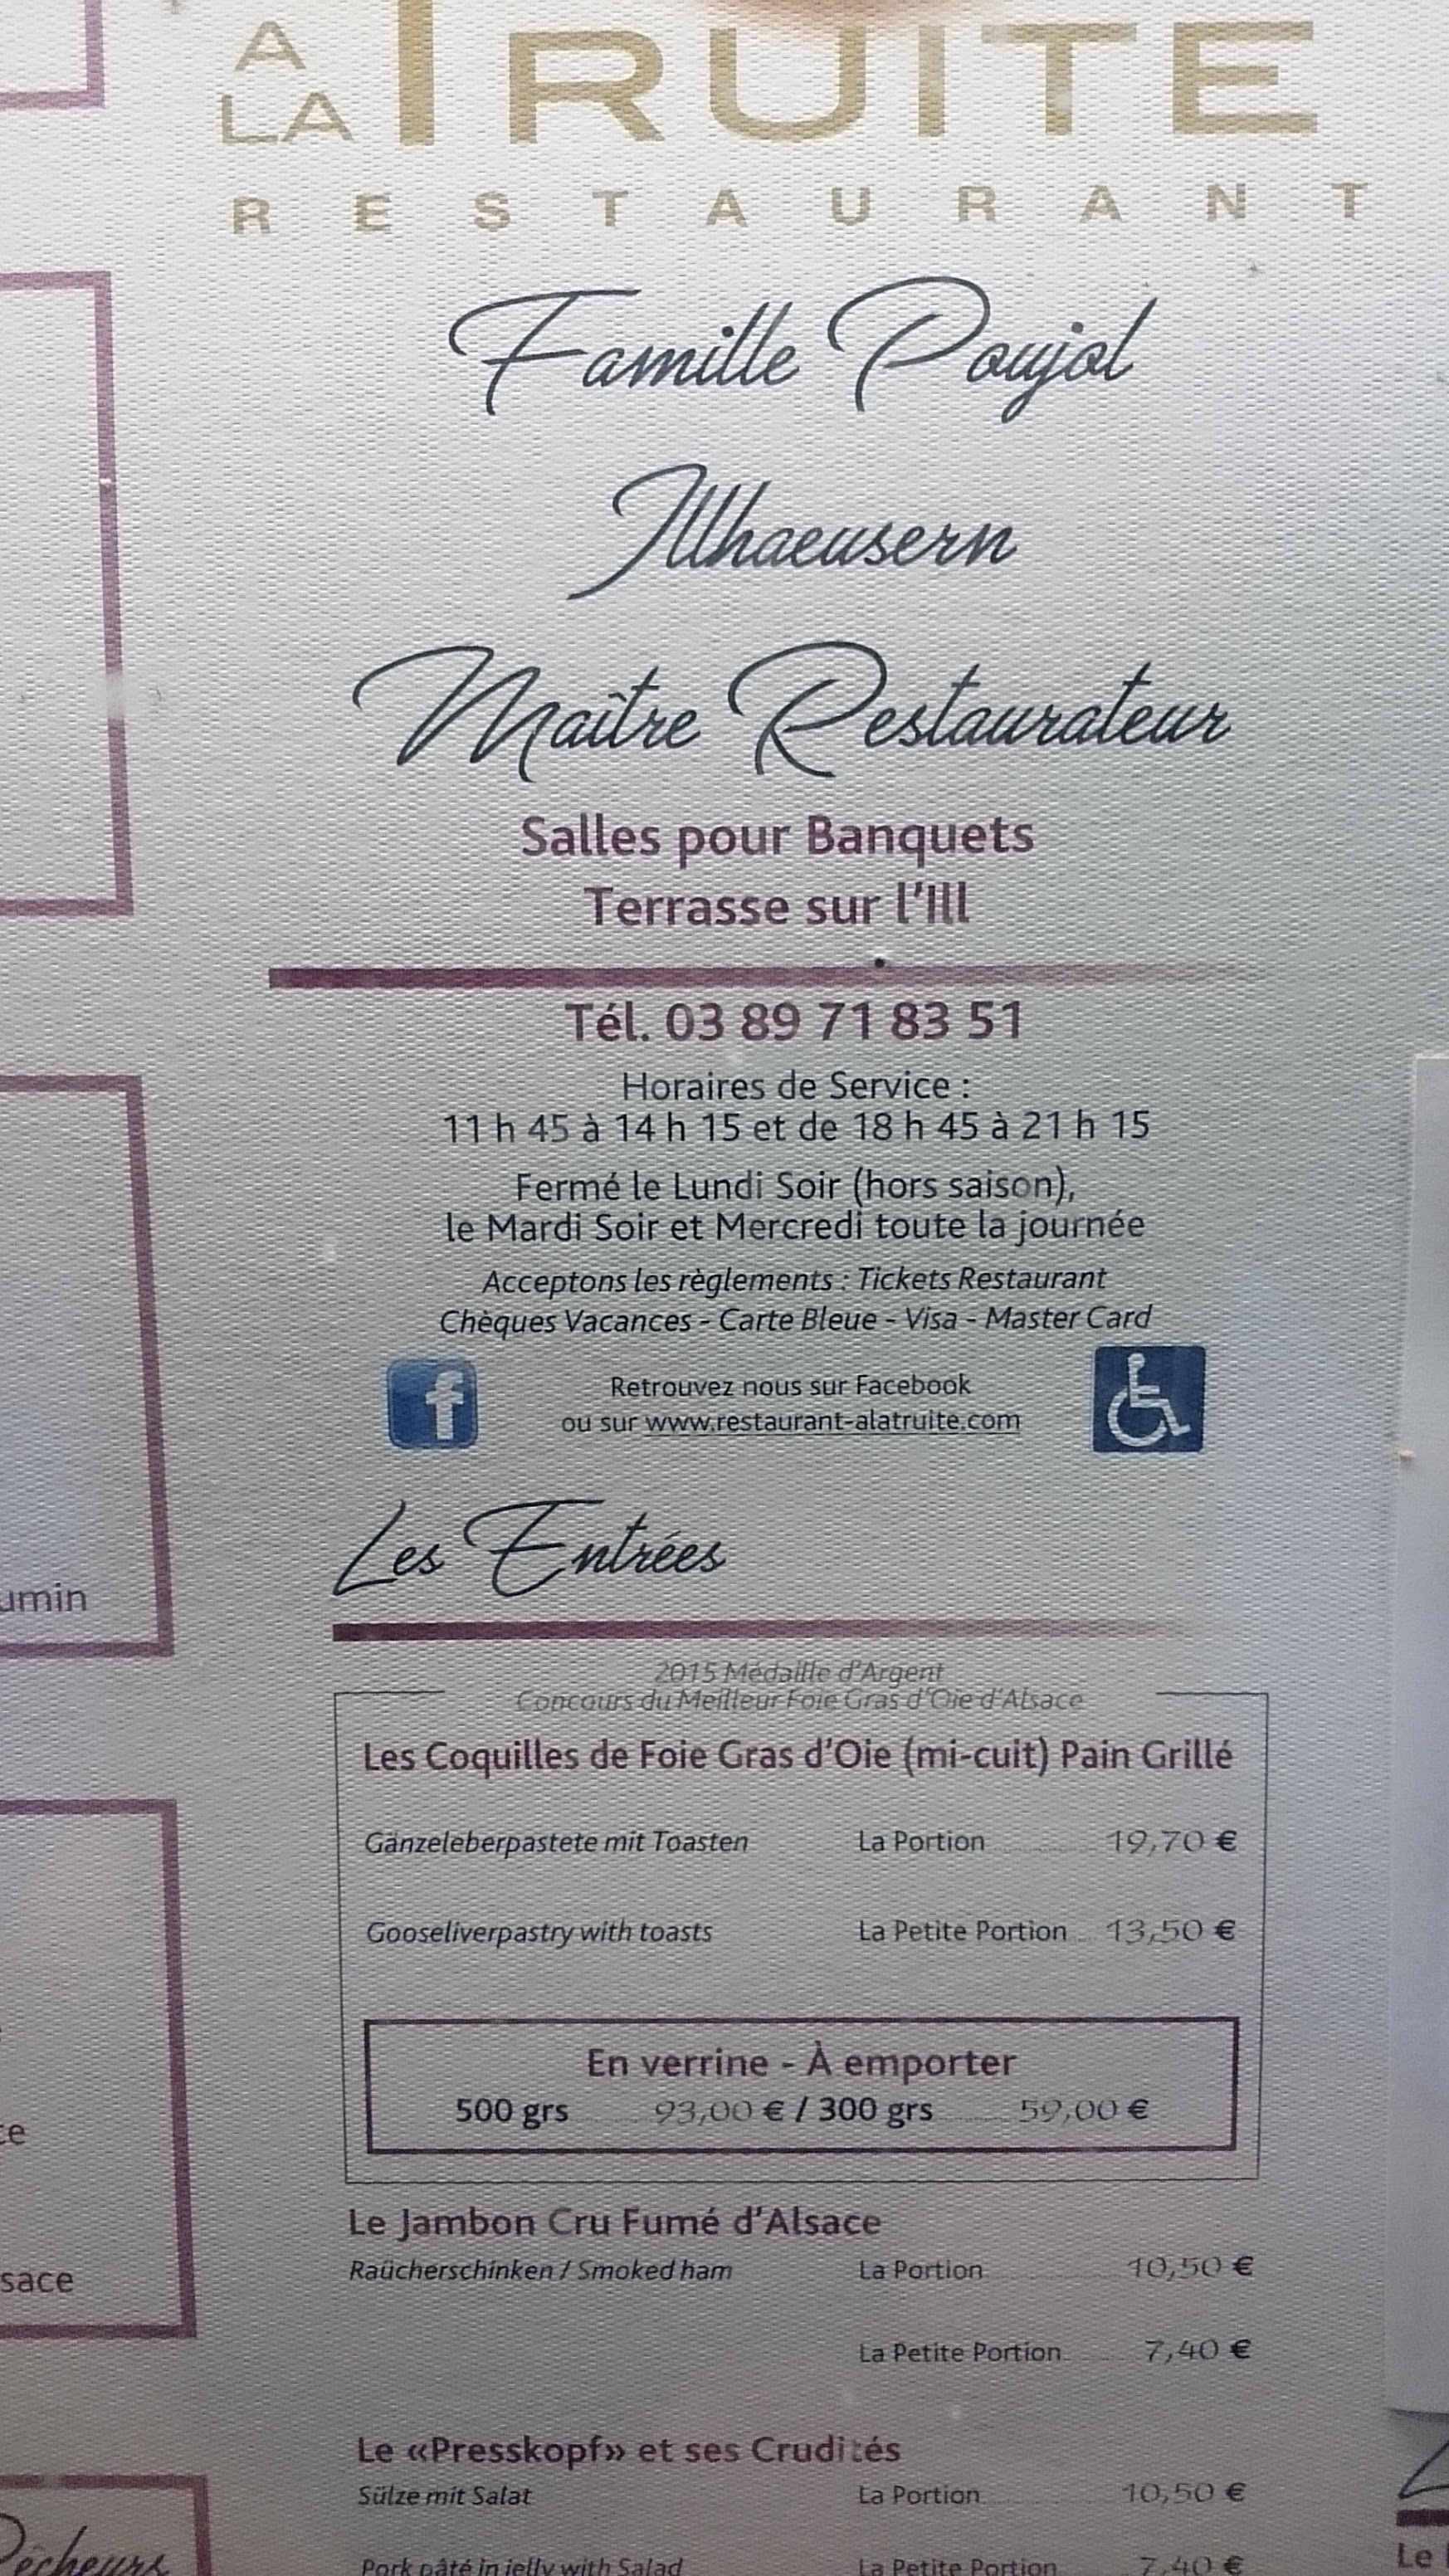 A
LA TRUITE
RESTAURANT
Famille Poujol
Illhaeusern
Maître Restaurateur
Salles pour Banquets
Terrasse sur l'Ill
Tél. 03 89 71 83 51
Horaires de Service :
11 h 45 à 14 h 15 et de 18 h 45 à 21 h 15
Fermé le Lundi Soir (hors saison),
le Mardi Soir et Mercredi toute la journée
Acceptons les règlements : Tickets Restaurant
Chèques Vacances - Carte Bleue - Visa - Master Card
f
Retrouvez nous sur Facebook
ou sur www.restaurant-alatruite.com
Les Entrées
2015 Médaille d'Argent
Concours du Meilleur Foie Gras d'Oie d'Alsace
Les Coquilles de Foie Gras d'Oie (mi-cuit) Pain Grillé
Gänzeleberpastete mit Toasten La Portion 19,70 €
Gooseliverpastry with toasts La Petite Portion 13,50 €
En verrine - À emporter
500 grs 93,00 € / 300 grs 59,00 €
Le Jambon Cru Fumé d'Alsace
Raücherschinken / Smoked ham La Portion 10,50 €
La Petite Portion 7,40 €
Le «Presskopf» et ses Crudités
Sülze mit Salat La Portion 10,50 €
Pork pâté in jelly with Salad La Petite Portion 7,40 €
umin
sace
Le